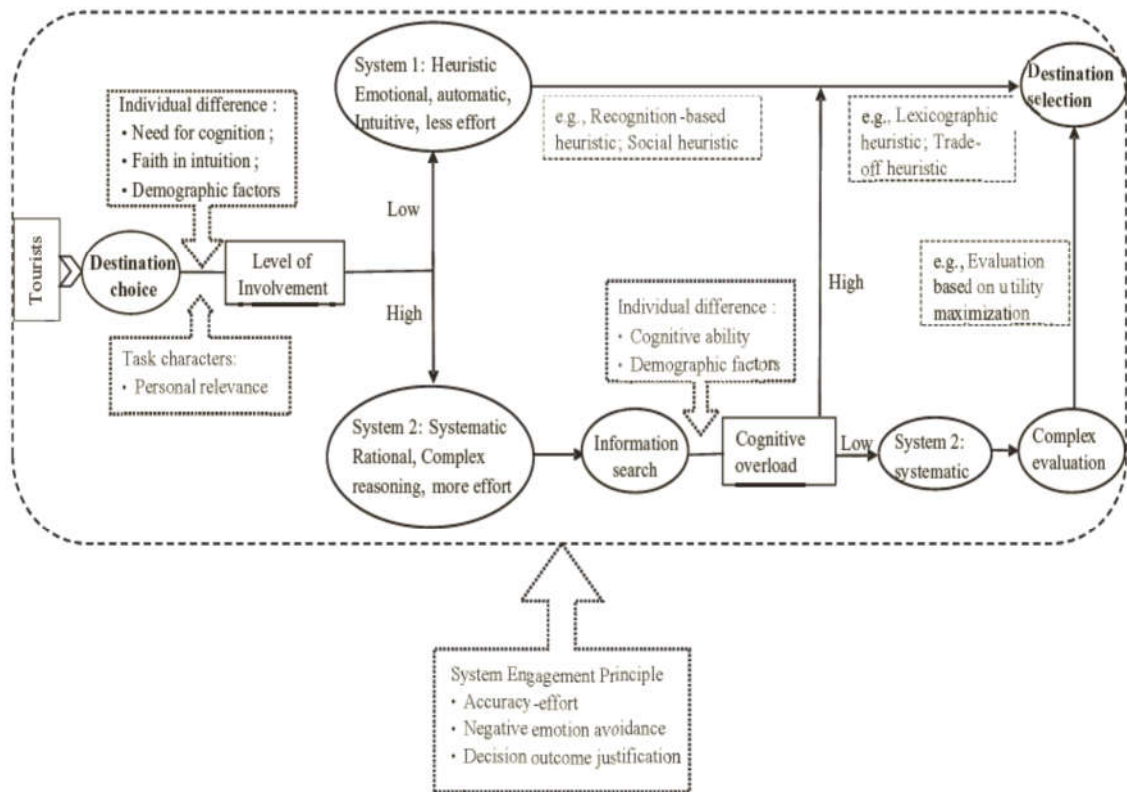 System 1: Heuristic
Emotional, automatic,
Intuitive, less effort
Destination
selection
Individual difference :
• Need for cognition ;
• Faith in intuition ;
• Demographic factors
e.g., Recognition-based
heuristic; Social heuristic
e.g., Lexicographic
heuristic; Trade-
off heuristic
Low
Tourists
Destination
choice
Level of
Involvement
High
Task characters:
• Personal relevance
e.g., Evaluation
based on utility
maximization
High
Individual difference :
• Cognitive ability
• Demographic factors
System 2: Systematic
Rational, Complex
reasoning, more effort
Information
search
Cognitive
overload
Low
System 2:
systematic
Complex
evaluation
System Engagement Principle
• Accuracy-effort
• Negative emotion avoidance
• Decision outcome justification